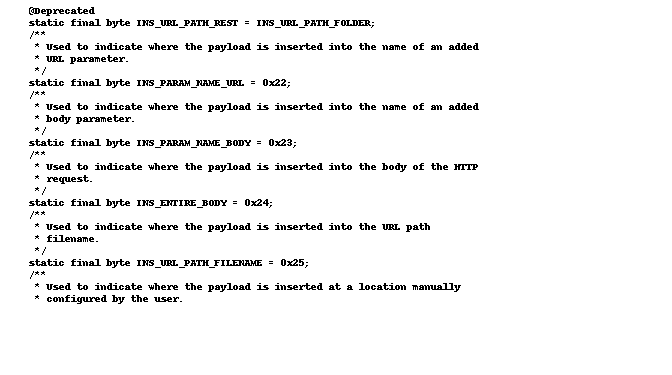 @Deprecated
static final byte INS_URL_PATH_REST = INS_URL_PATH_FOLDER;
/**
* Used to indicate where the payload is inserted into the name of an added
* URL parameter.
*/
static final byte INS_PARAM_NAME_URL = 0x22;
/**
* Used to indicate where the payload is inserted into the name of an added
* body parameter.
*/
static final byte INS_PARAM_NAME_BODY = 0x23;
/**
* Used to indicate where the payload is inserted into the body of the HTTP
* request.
*/
static final byte INS_ENTIRE_BODY = 0x24;
/**
* Used to indicate where the payload is inserted into the URL path
* filename.
*/
static final byte INS_URL_PATH_FILENAME = 0x25;
/**
* Used to indicate where the payload is inserted at a location manually
* configured by the user.